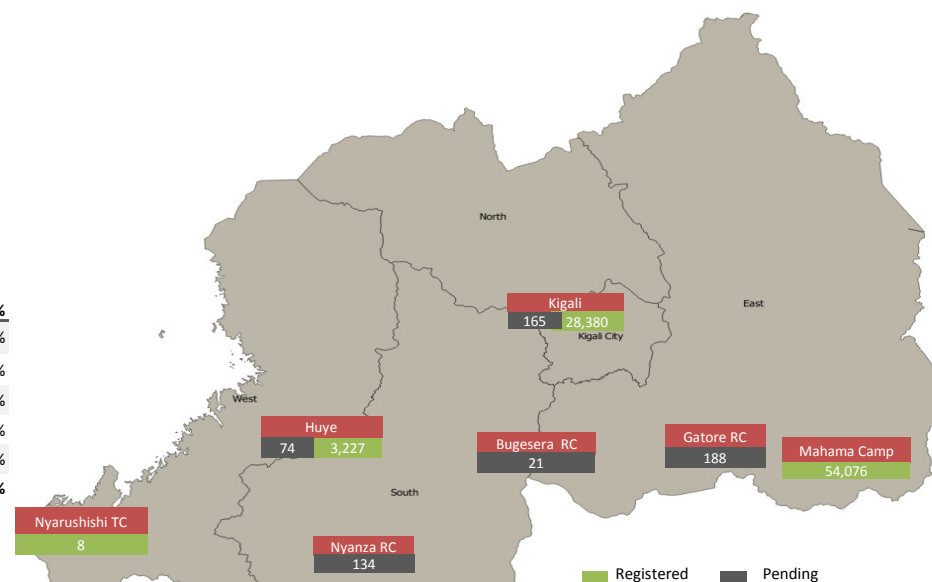 North
%
Kigali
East
165 28,380
%
Kigali City
%
West
%
Huye
Gatore RC
%
Bugesera RC
Mahama Camp
74 3,227
188
%
21
54,076
%
South
Nyarushishi TC
8
Nyanza RC
134
Registered Pending